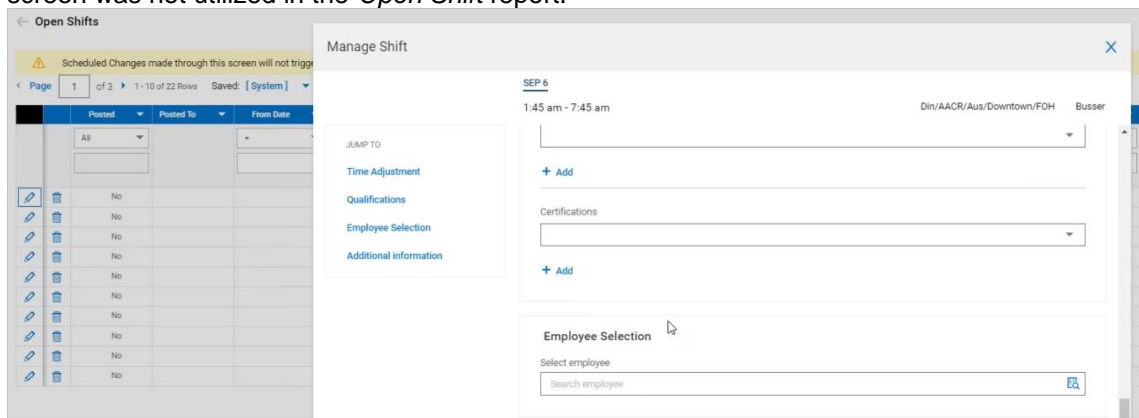 screen was not utilized in the Open Shift report.
← Open Shifts
Manage Shift X
Scheduled Changes made through this screen will not trigge
Page 1 of 3 1 - 10 of 22 Rows Saved: [ System ]
SEP 6
1:45 am - 7:45 am Din/AACR/Aus/Downtown/FOH Busser
Posted Posted To From Date
All =
JUMP TO
Time Adjustment
+ Add
Qualifications
Certifications
Employee Selection
Additional information
+ Add
No
No
No
No
No
No
No
No
No
No
Employee Selection
Select employee
Search employee